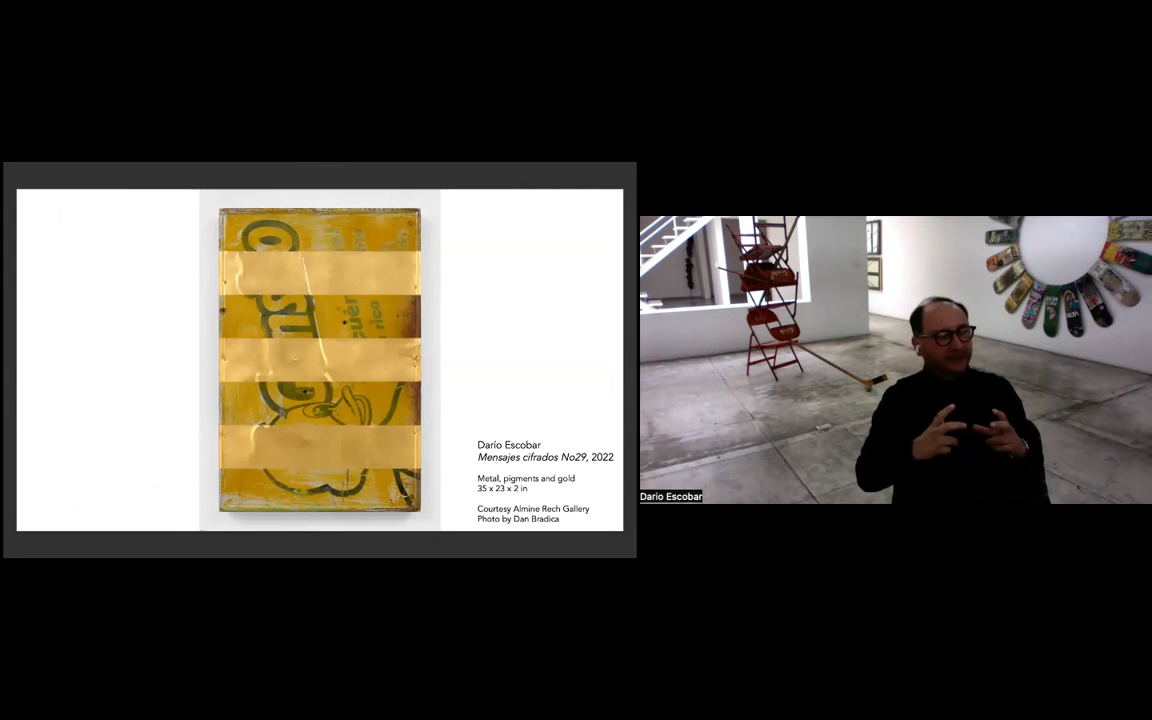 Darío Escobar
Mensajes cifrados No29, 2022
Metal, pigments and gold
35 x 23 x 2 in
Courtesy Almine Rech Gallery
Photo by Dan Bradica
Dario Escobar